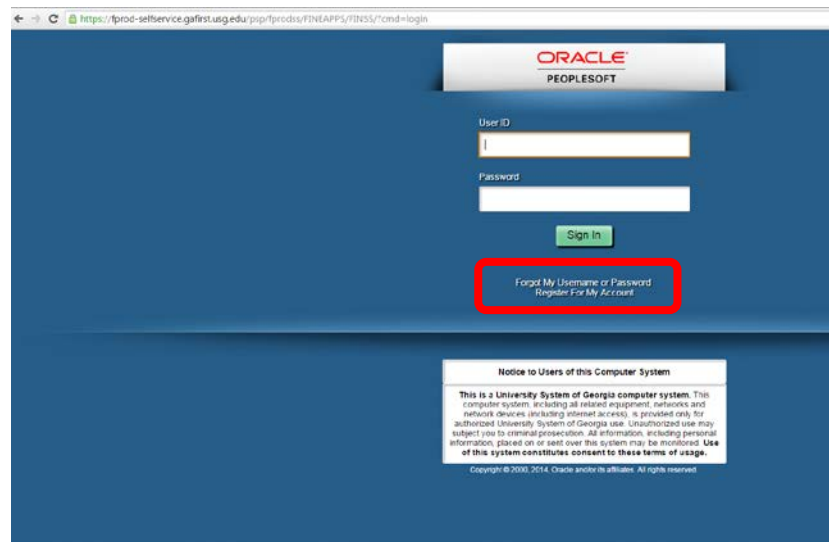 https://fprod-selfservice.gafirst.usg.edu/psp/fprodss/FINEAPPS/FINSS/?cmd=login
ORACLE
PEOPLESOFT
User ID
Password
Sign In
Forgot My Username or Password
Register For My Account
Notice to Users of this Computer System
This is a University System of Georgia computer system. This
computer system, including all related equipment, networks and
network devices (including internet access), is provided only for
authorized University System of Georgia use. Unauthorized use may
subject you to criminal prosecution. All information, including personal
information, placed on or sent over this system may be monitored. Use
of this system constitutes consent to these terms of usage.
Copyright © 2000, 2014, Oracle and/or its affiliates. All rights reserved.